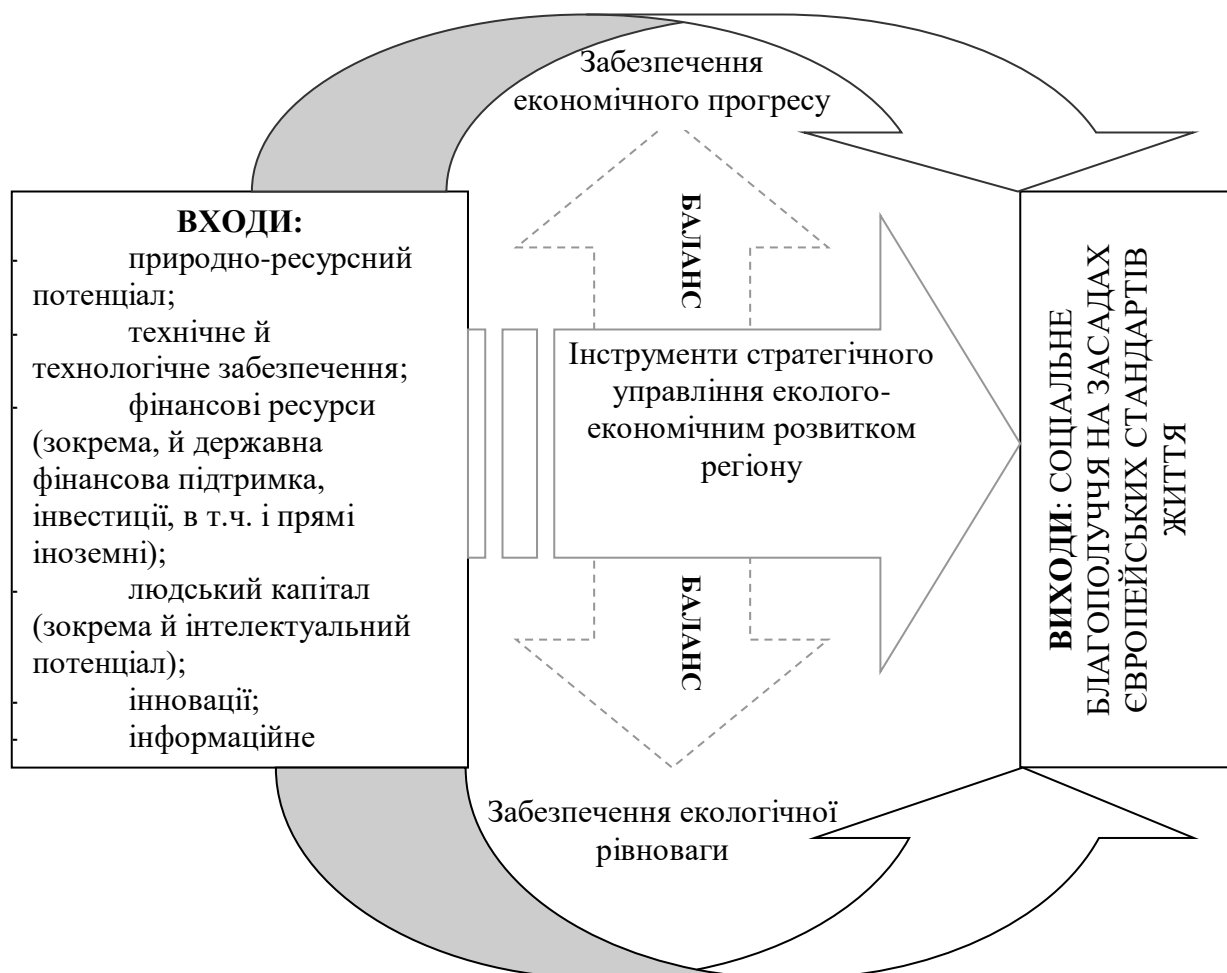 Забезпечення
економічного прогресу
ВХОДИ:
- природно-ресурсний
потенціал;
- технічне й
технологічне забезпечення;
- фінансові ресурси
(зокрема, й державна
фінансова підтримка,
інвестиції, в т.ч. і прямі
іноземні);
- людський капітал
(зокрема й інтелектуальний
потенціал);
- інновації;
- інформаційне
БАЛАНС
Інструменти стратегічного
управління еколого-
економічним розвитком
регіону
БАЛАНС
Забезпечення екологічної
рівноваги
ВИХОДИ: СОЦІАЛЬНЕ
БЛАГОПОЛУЧЧЯ НА ЗАСАДАХ
ЄВРОПЕЙСЬКИХ СТАНДАРТІВ
ЖИТТЯ